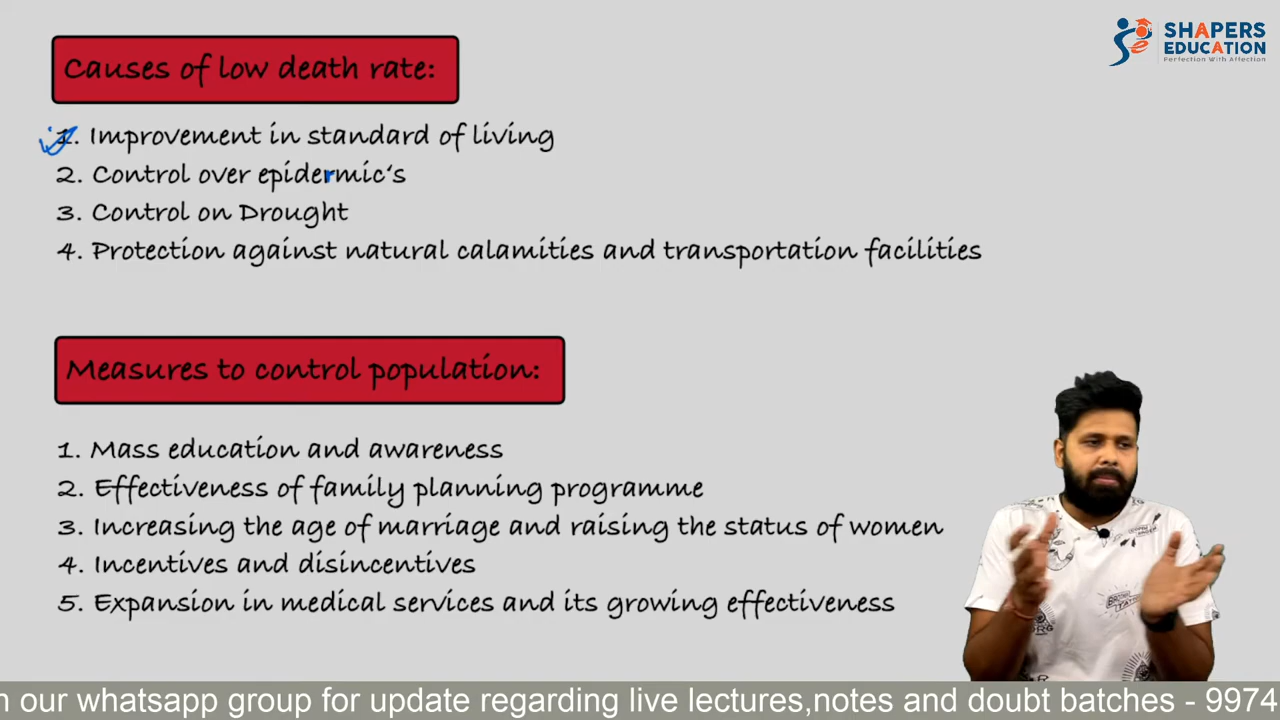 SHAPERS
EDUCATION
Perfection With Affection
Causes of low death rate:
1. Improvement in standard of living
2. Control over epidermic's
3. Control on Drought
4. Protection against natural calamities and transportation facilities
Measures to control population:
1. Mass education and awareness
2. Effectiveness of family planning programme
3. Increasing the age of marriage and raising the status of women
4. Incentives and disincentives
5. Expansion in medical services and its growing effectiveness
n our whatsapp group for update regarding live lectures,notes and doubt batches - 9974